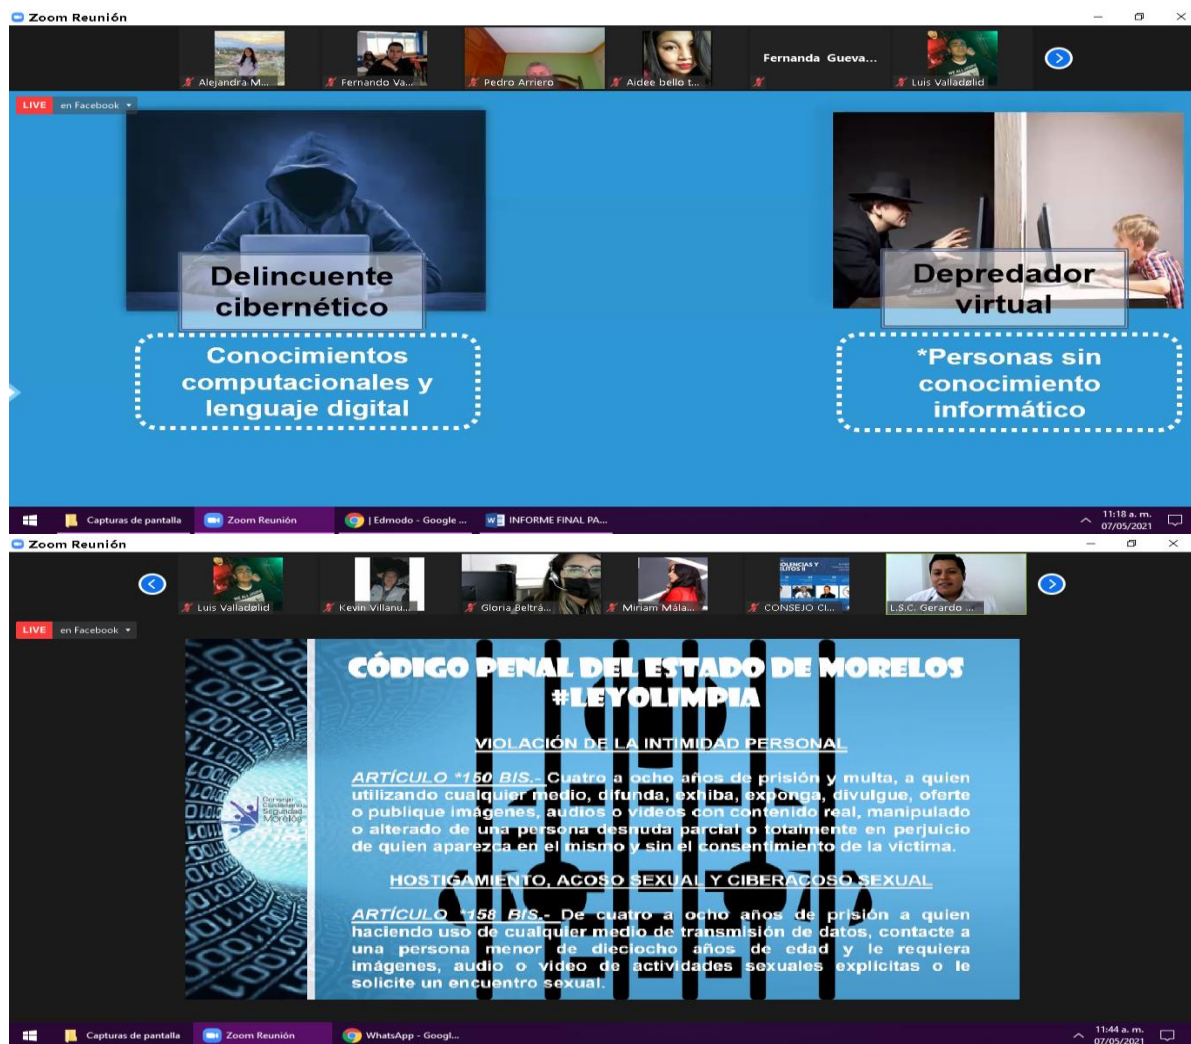 Zoom Reunión
Alejandra M...
Fernando Va...
Pedro Arriero
Aidee bello t...
Fernanda Gueva...
Luis Valladølid
LIVE en Facebook
Delincuente
cibernético
Conocimientos
computacionales y
lenguaje digital
Depredador
virtual
*Personas sin
conocimiento
informático
Capturas de pantalla
Zoom Reunión
| Edmodo - Google ...
INFORME FINAL PA...
11:18 a. m.
07/05/2021
Zoom Reunión
Luis Valladølid
Kevin Villanu...
Gloria Beltrá...
Miriam Mála...
CONSEJO CI...
L.S.C. Gerardo ...
LIVE en Facebook
CÓDIGO PENAL DEL ESTADO DE MORELOS
#LEYOLIMPIA
VIOLACIÓN DE LA INTIMIDAD PERSONAL
ARTÍCULO *150 BIS.- Cuatro a ocho años de prisión y multa, a quien
utilizando cualquier medio, difunda, exhiba, exponga, divulgue, oferte
o publique imágenes, audios o videos con contenido real, manipulado
o alterado de una persona desnuda parcial o totalmente en perjuicio
de quien aparezca en el mismo y sin el consentimiento de la víctima.
HOSTIGAMIENTO, ACOSO SEXUAL Y CIBERACOSO SEXUAL
ARTÍCULO *158 BIS.- De cuatro a ocho años de prisión a quien
haciendo uso de cualquier medio de transmisión de datos, contacte a
una persona menor de dieciocho años de edad y le requiera
imágenes, audio o video de actividades sexuales explicitas o le
solicite un encuentro sexual.
Seguridad
Morelos
Capturas de pantalla
Zoom Reunión
WhatsApp - Googl...
11:44 a. m.
07/05/2021